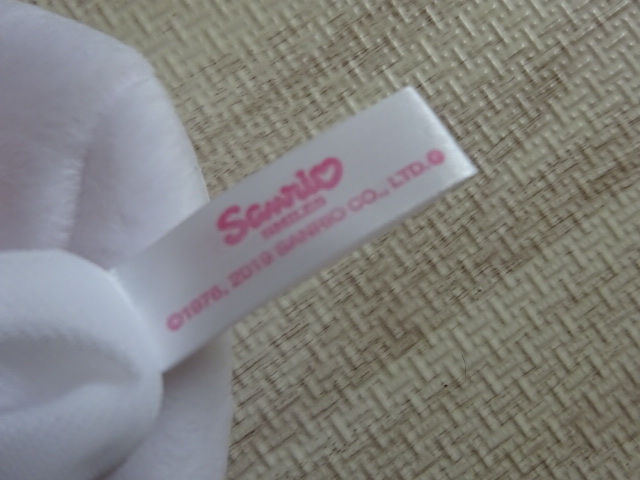 Sanrio
SMILES
©1976, 2019 SANRIO CO., LTD.